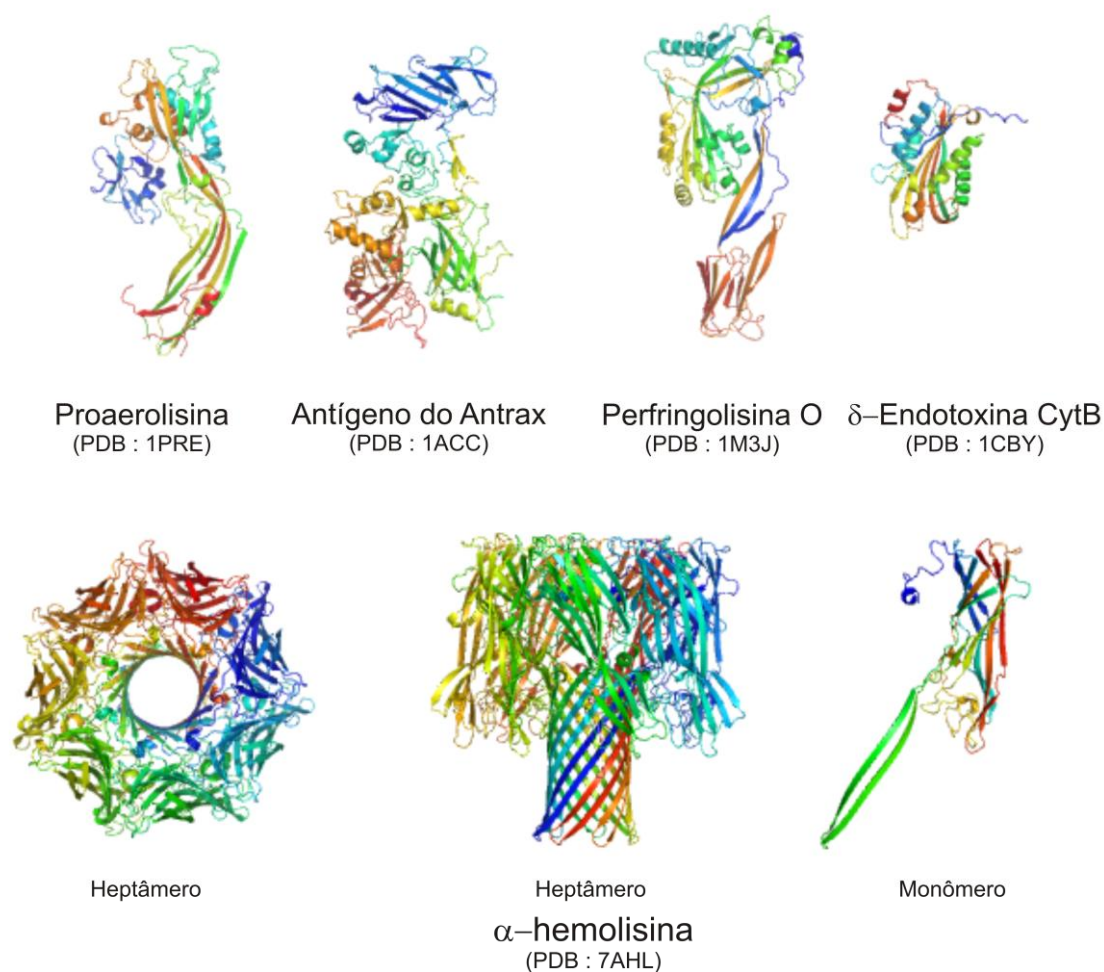 Proaerolisina
(PDB : 1PRE)
Antígeno do Antrax
(PDB : 1ACC)
Perfringolisina O
(PDB : 1M3J)
δ–Endotoxina CytB
(PDB : 1CBY)
Heptâmero
Heptâmero
Monômero
α–hemolisina
(PDB : 7AHL)